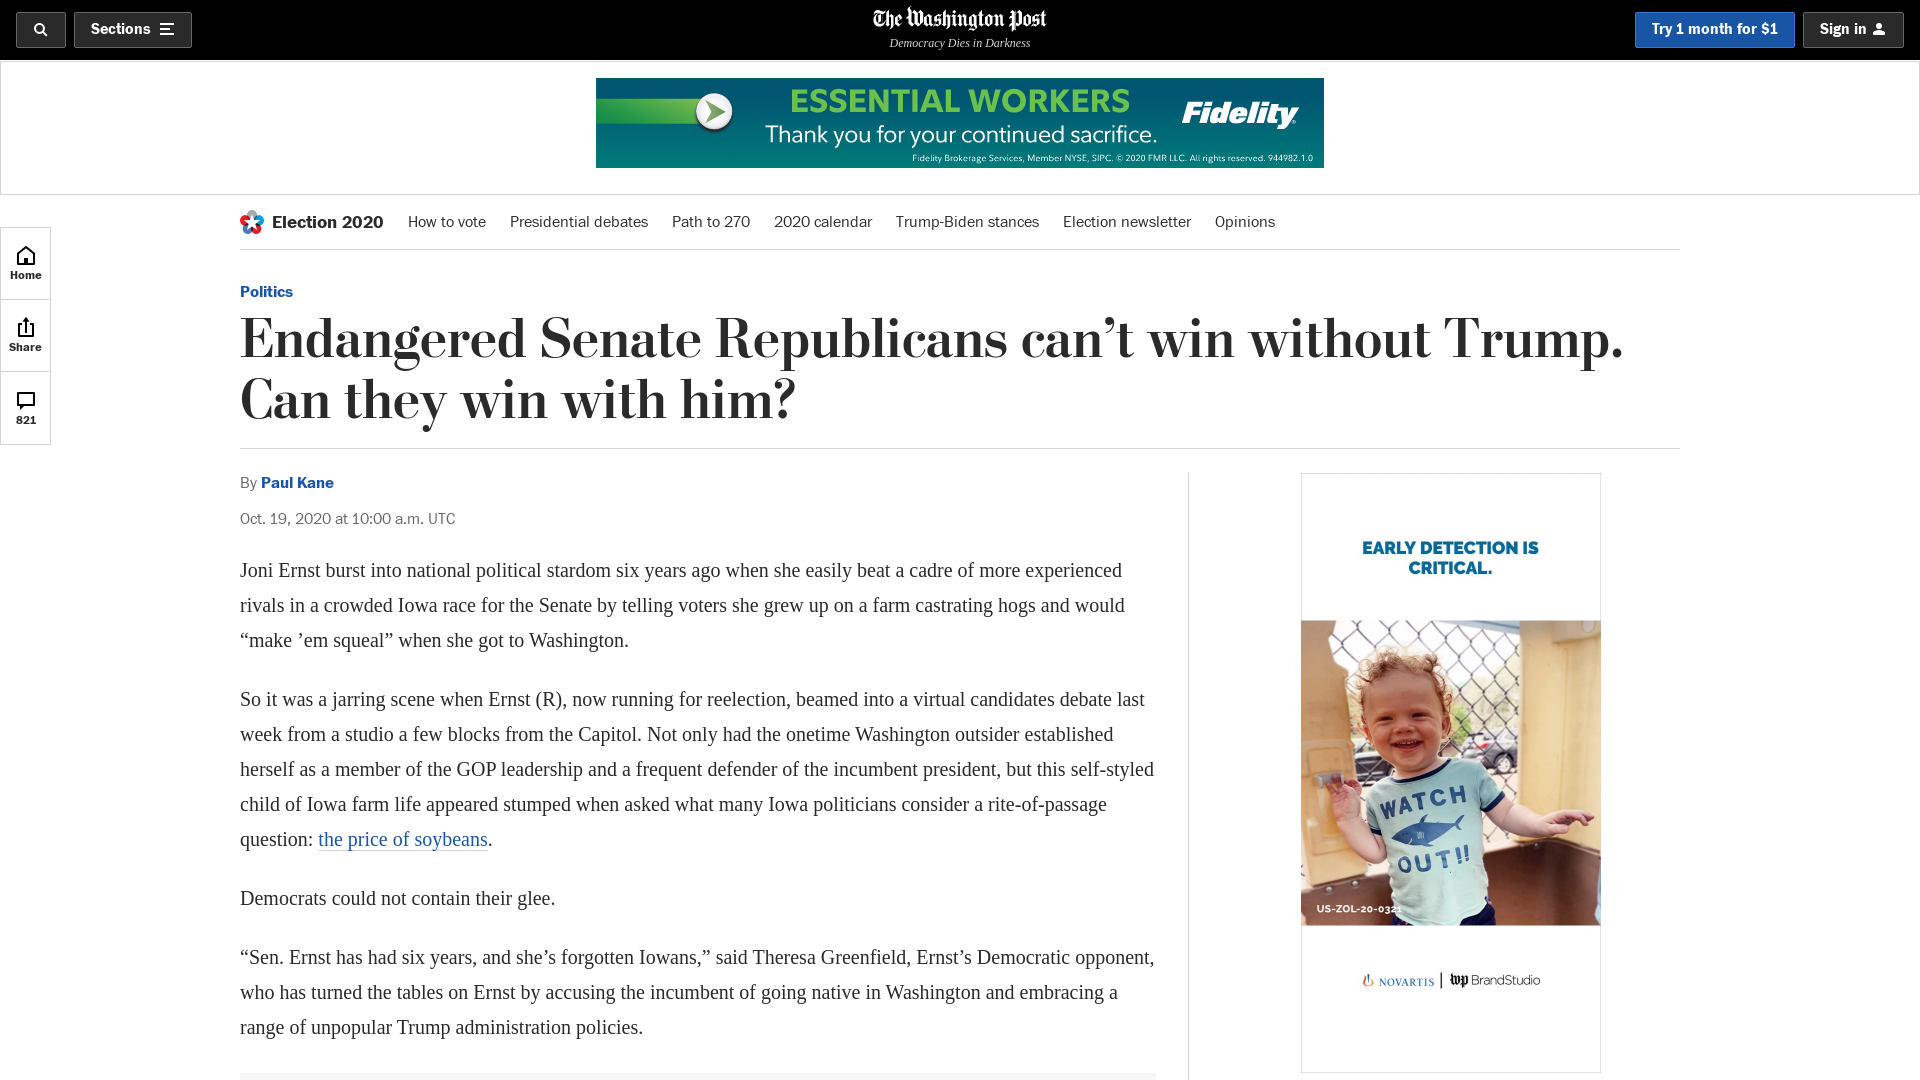 Sections
The Washington Post
Democracy Dies in Darkness
Try 1 month for $1
Sign in
ESSENTIAL WORKERS
Thank you for your continued sacrifice.
Fidelity
Fidelity Brokerage Services, Member NYSE, SIPC. © 2020 FMR LLC. All rights reserved. 944982.1.0
Home
Share
821
Election 2020 How to vote Presidential debates Path to 270 2020 calendar Trump-Biden stances Election newsletter Opinions
Politics
Endangered Senate Republicans can’t win without Trump.
Can they win with him?
By Paul Kane
Oct. 19, 2020 at 10:00 a.m. UTC
Joni Ernst burst into national political stardom six years ago when she easily beat a cadre of more experienced
rivals in a crowded Iowa race for the Senate by telling voters she grew up on a farm castrating hogs and would
“make ’em squeal” when she got to Washington.
So it was a jarring scene when Ernst (R), now running for reelection, beamed into a virtual candidates debate last
week from a studio a few blocks from the Capitol. Not only had the onetime Washington outsider established
herself as a member of the GOP leadership and a frequent defender of the incumbent president, but this self-styled
child of Iowa farm life appeared stumped when asked what many Iowa politicians consider a rite-of-passage
question: the price of soybeans.
Democrats could not contain their glee.
“Sen. Ernst has had six years, and she’s forgotten Iowans,” said Theresa Greenfield, Ernst’s Democratic opponent,
who has turned the tables on Ernst by accusing the incumbent of going native in Washington and embracing a
range of unpopular Trump administration policies.
EARLY DETECTION IS
CRITICAL.
WATCH
OUT!!
US-ZOL-20-0321
NOVARTIS | wp BrandStudio